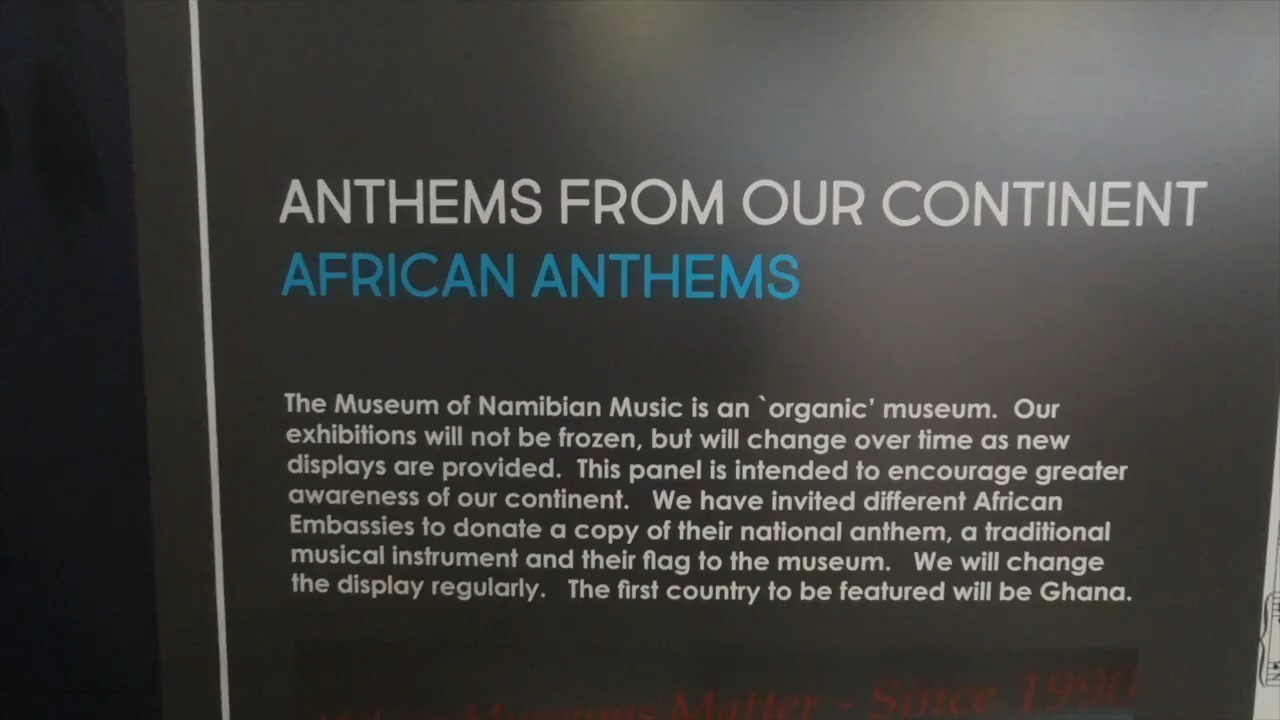 ANTHEMS FROM OUR CONTINENT
AFRICAN ANTHEMS
The Museum of Namibian Music is an `organic’ museum.  Our
exhibitions will not be frozen, but will change over time as new
displays are provided.  This panel is intended to encourage greater
awareness of our continent.   We have invited different African
Embassies to donate a copy of their national anthem, a traditional
musical instrument and their flag to the museum.   We will change
the display regularly.   The first country to be featured will be Ghana.
Museums Matter - Since 1990